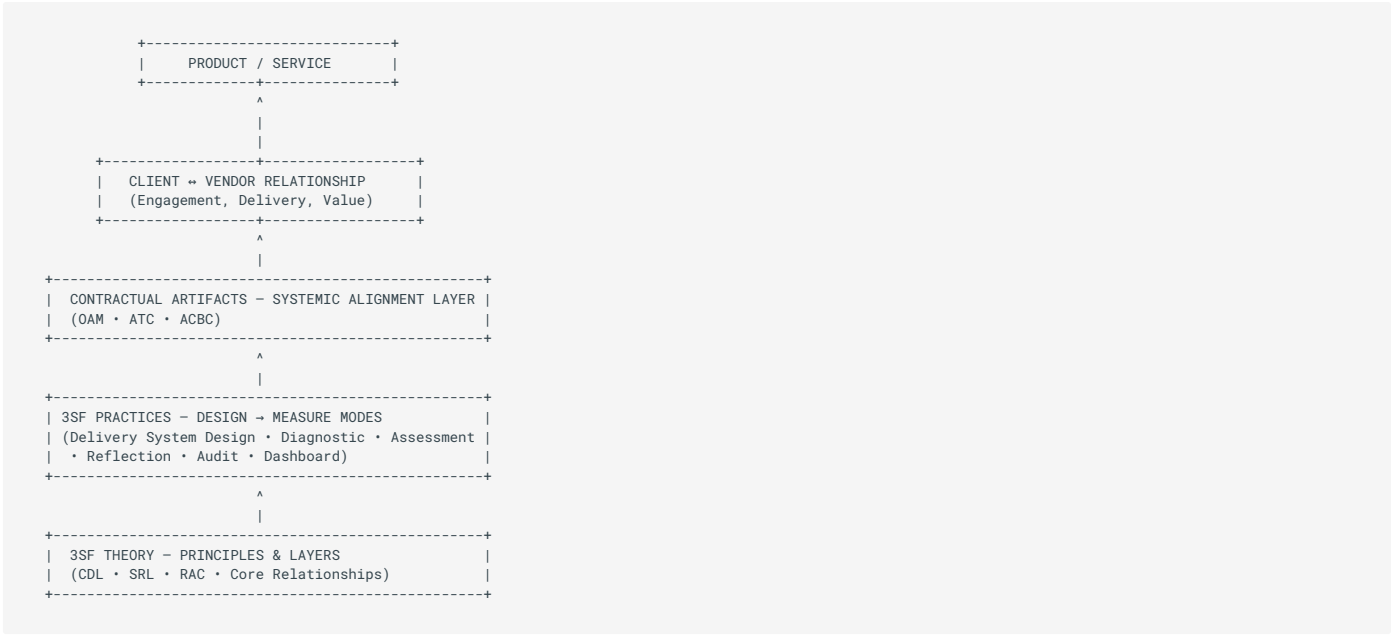 PRODUCT / SERVICE
CLIENT ↔ VENDOR RELATIONSHIP
(Engagement, Delivery, Value)
CONTRACTUAL ARTIFACTS — SYSTEMIC ALIGNMENT LAYER
(OAM • ATC • ACBC)
3SF PRACTICES — DESIGN → MEASURE MODES
(Delivery System Design • Diagnostic • Assessment
• Reflection • Audit • Dashboard)
3SF THEORY — PRINCIPLES & LAYERS
(CDL • SRL • RAC • Core Relationships)